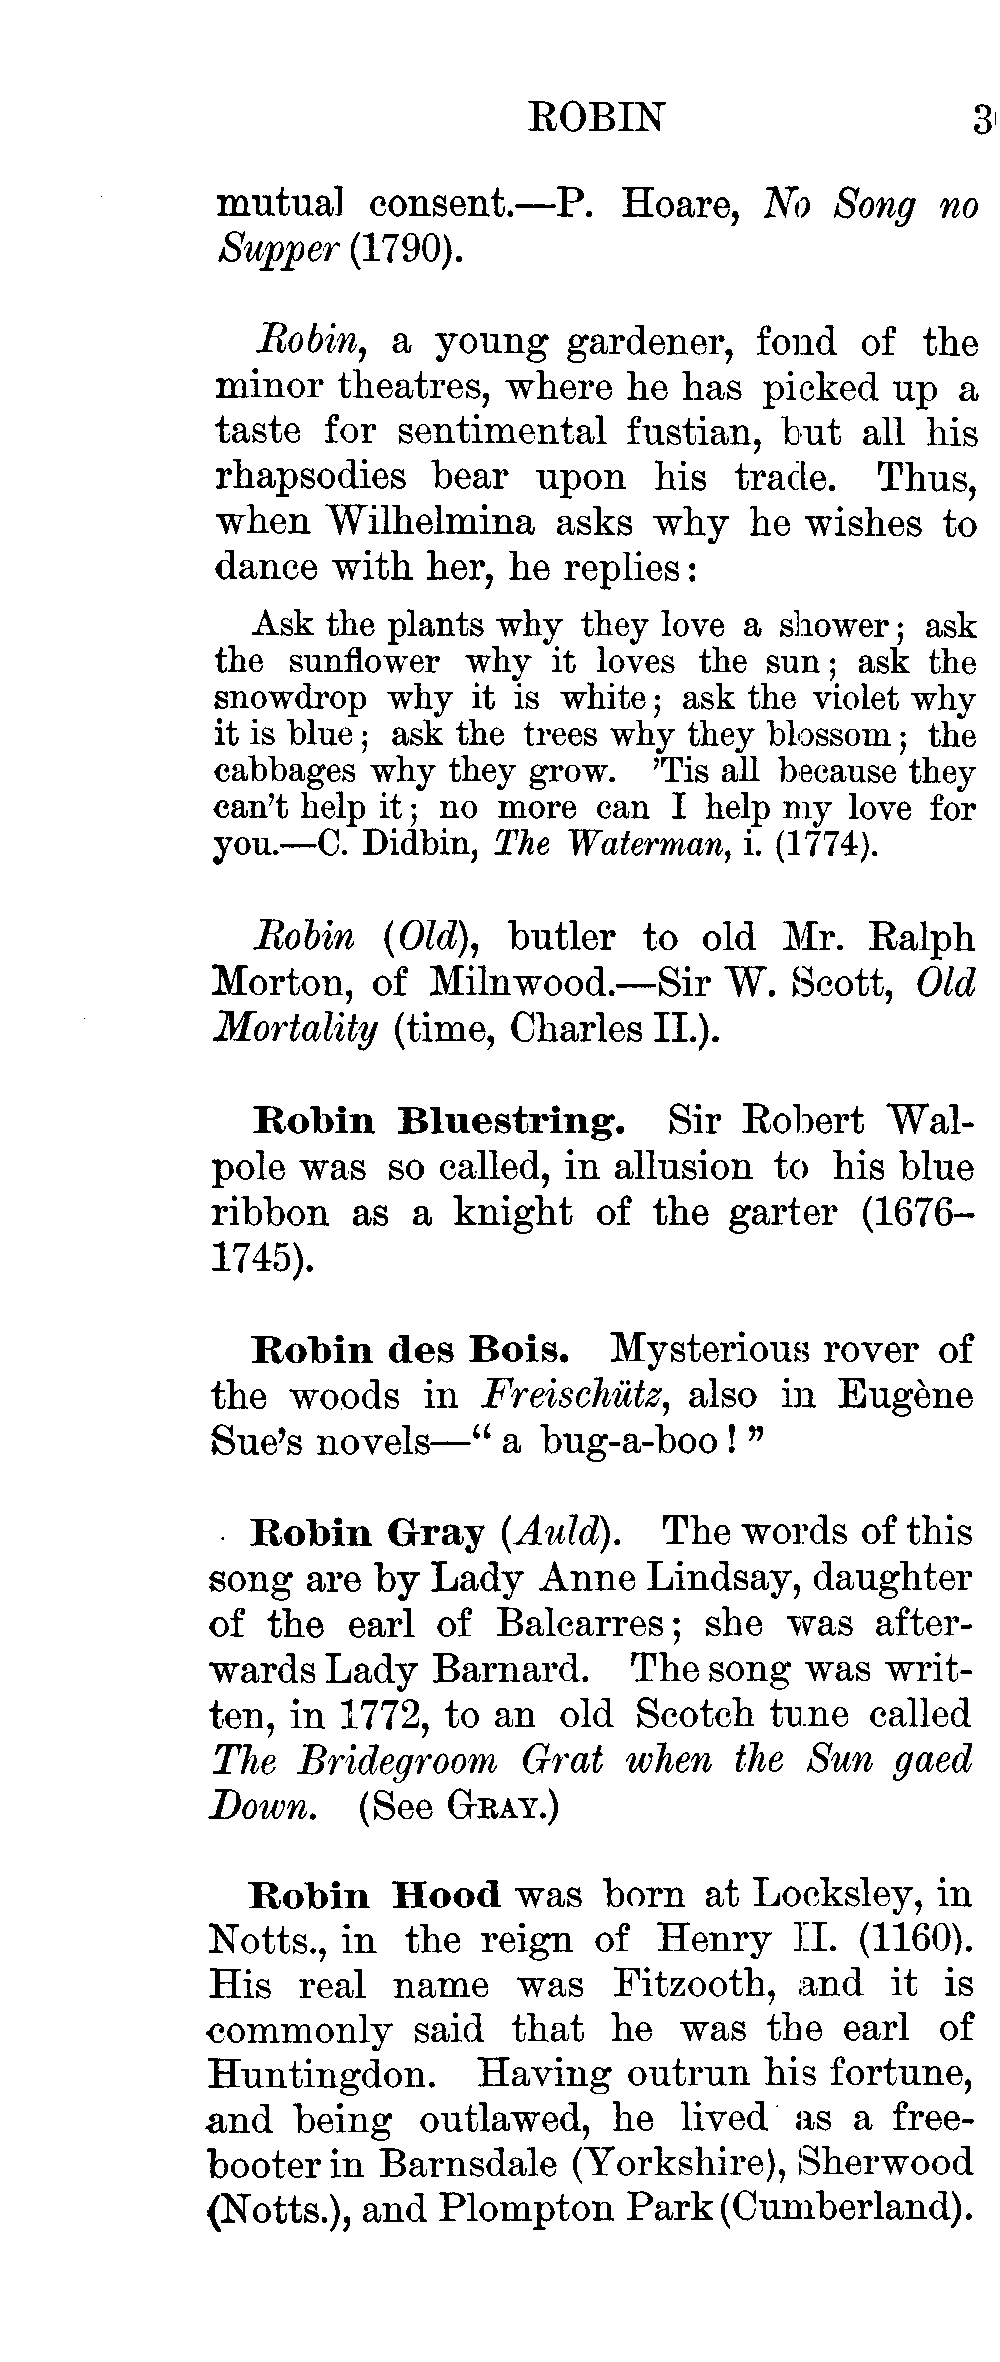 ROBIN
mutual consent.—P. Hoare, No Song no
Supper (1790).
Robin, a young gardener, fond of the
minor theatres, where he has picked up a
taste for sentimental fustian, but all his
rhapsodies bear upon his trade. Thus,
when Wilhelmina asks why he wishes to
dance with her, he replies:
Ask the plants why they love a shower; ask
the sunflower why it loves the sun; ask the
snowdrop why it is white; ask the violet why
it is blue; ask the trees why they blossom; the
cabbages why they grow. 'Tis all because they
can't help it; no more can I help my love for
you.—C. Didbin, The Waterman, i. (1774).
Robin (Old), butler to old Mr. Ralph
Morton, of Milnwood.—Sir W. Scott, Old
Mortality (time, Charles II.).
Robin Bluestring. Sir Robert Wal-
pole was so called, in allusion to his blue
ribbon as a knight of the garter (1676–
1745).
Robin des Bois. Mysterious rover of
the woods in Freischütz, also in Eugène
Sue's novels—“ a bug-a-boo ! ”
Robin Gray (Auld). The words of this
song are by Lady Anne Lindsay, daughter
of the earl of Balcarres; she was after-
wards Lady Barnard. The song was writ-
ten, in 1772, to an old Scotch tune called
The Bridegroom Grat when the Sun gaed
Down. (See GRAY.)
Robin Hood was born at Locksley, in
Notts., in the reign of Henry II. (1160).
His real name was Fitzooth, and it is
commonly said that he was the earl of
Huntingdon. Having outrun his fortune,
and being outlawed, he lived as a free-
booter in Barnsdale (Yorkshire), Sherwood
(Notts.), and Plompton Park (Cumberland).